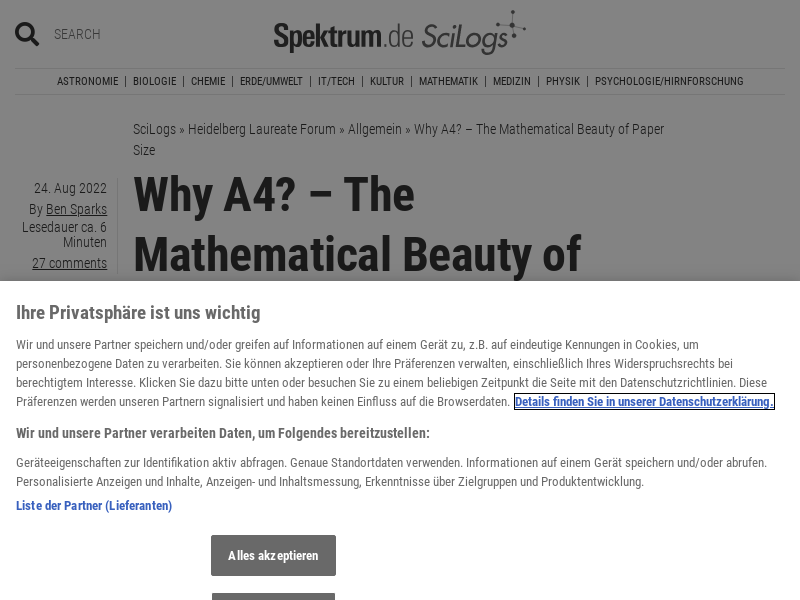 SEARCH
Spektrum.de SciLogs
ASTRONOMIE | BIOLOGIE | CHEMIE | ERDE/UMWELT | IT/TECH | KULTUR | MATHEMATIK | MEDIZIN | PHYSIK | PSYCHOLOGIE/HIRNFORSCHUNG
SciLogs » Heidelberg Laureate Forum » Allgemein » Why A4? – The Mathematical Beauty of Paper
Size
24. Aug 2022
By Ben Sparks
Lesedauer ca. 6
Minuten
27 comments
Why A4? – The
Mathematical Beauty of
Ihre Privatsphäre ist uns wichtig
Wir und unsere Partner speichern und/oder greifen auf Informationen auf einem Gerät zu, z.B. auf eindeutige Kennungen in Cookies, um
personenbezogene Daten zu verarbeiten. Sie können akzeptieren oder Ihre Präferenzen verwalten, einschließlich Ihres Widerspruchsrechts bei
berechtigtem Interesse. Klicken Sie dazu bitte unten oder besuchen Sie zu einem beliebigen Zeitpunkt die Seite mit den Datenschutzrichtlinien. Diese
Präferenzen werden unseren Partnern signalisiert und haben keinen Einfluss auf die Browserdaten. Details finden Sie in unserer Datenschutzerklärung.
Wir und unsere Partner verarbeiten Daten, um Folgendes bereitzustellen:
Geräteeigenschaften zur Identifikation aktiv abfragen. Genaue Standortdaten verwenden. Informationen auf einem Gerät speichern und/oder abrufen.
Personalisierte Anzeigen und Inhalte, Anzeigen- und Inhaltsmessung, Erkenntnisse über Zielgruppen und Produktentwicklung.
Liste der Partner (Lieferanten)
Alles akzeptieren